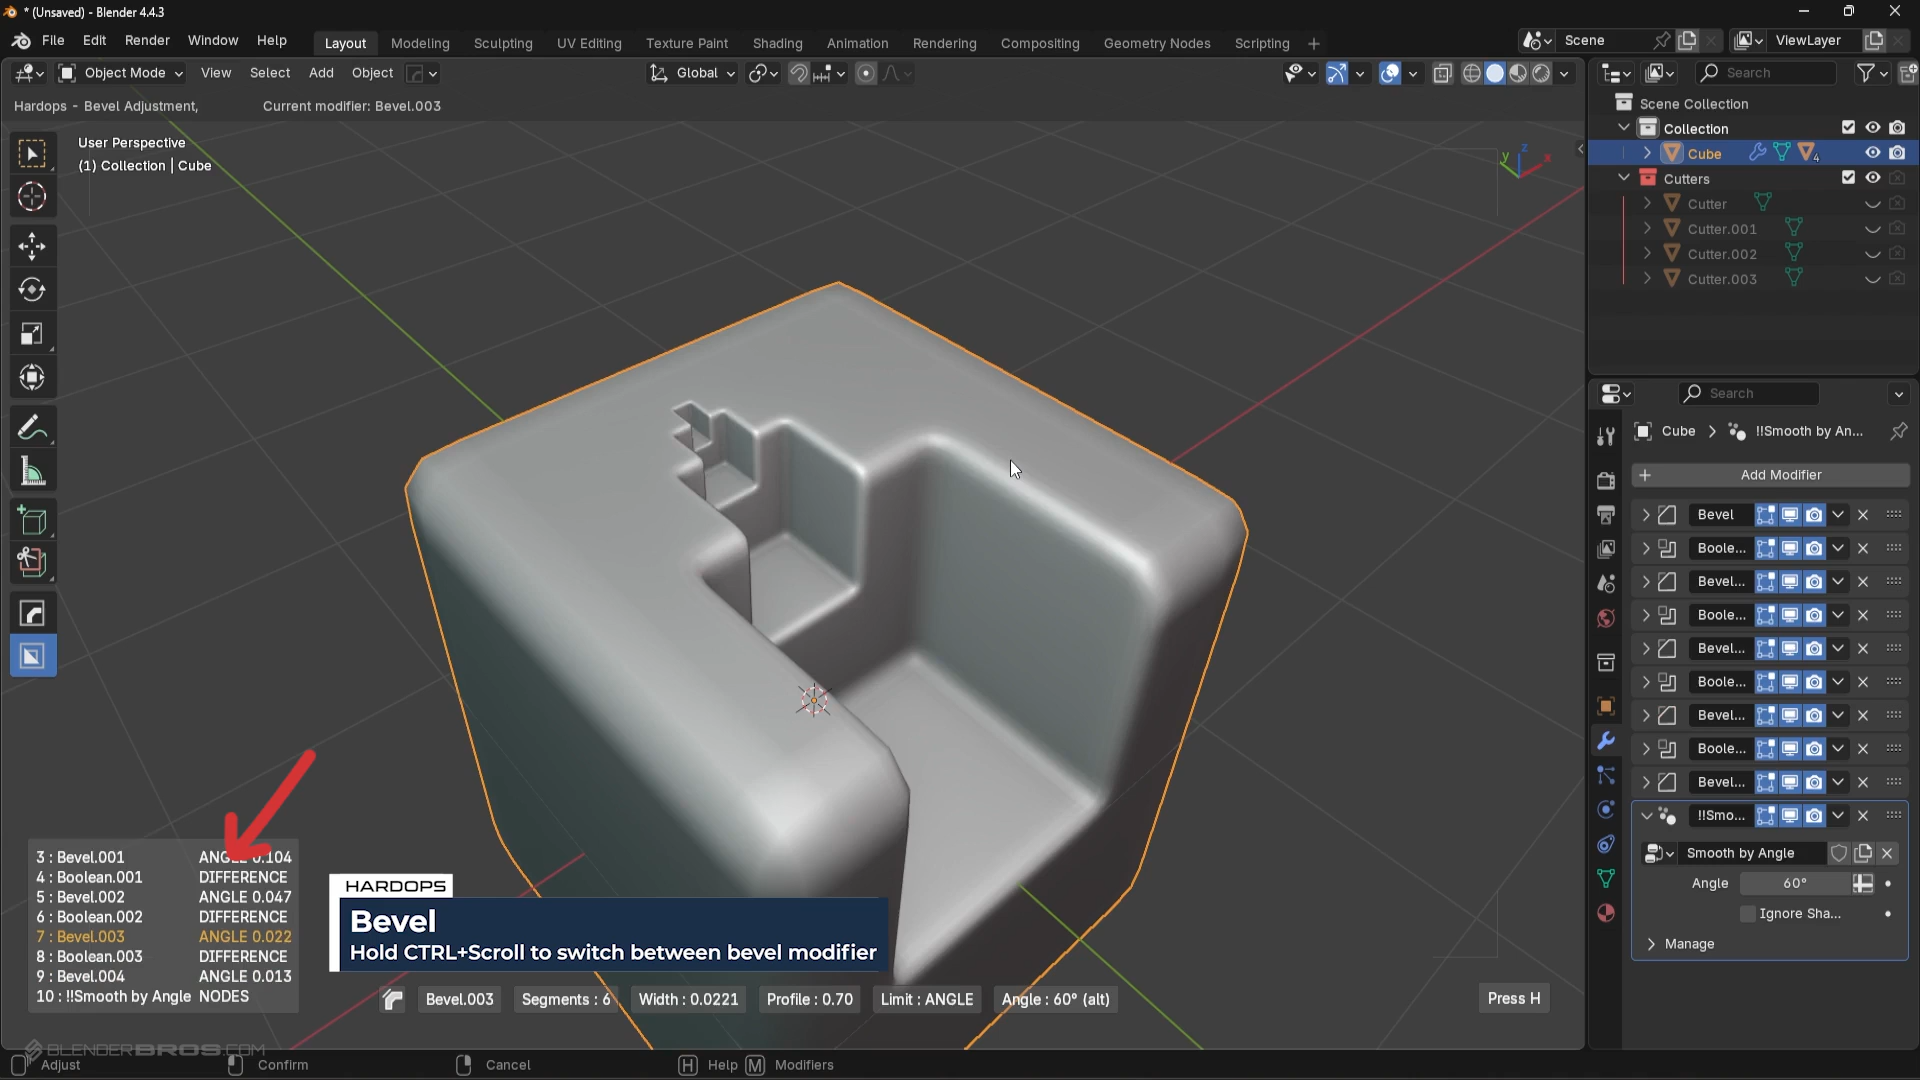 * (Unsaved) - Blender 4.4.3
File Edit Render Window Help
Layout Modeling Sculpting UV Editing Texture Paint Shading Animation Rendering Compositing Geometry Nodes Scripting +
Scene
ViewLayer
Object Mode View Select Add Object
Global
Search
Hardops - Bevel Adjustment, Current modifier: Bevel.003
User Perspective
(1) Collection | Cube
z
y
x
Scene Collection
Collection
Cube
4
Cutters
Cutter
Cutter.001
Cutter.002
Cutter.003
Search
Cube > !!Smooth by An...
+ Add Modifier
Bevel
Boole...
Bevel...
Boole...
Bevel...
Boole...
Bevel...
Boole...
Bevel...
!!Smo...
Smooth by Angle
Angle 60°
Ignore Sha...
Manage
3 : Bevel.001 ANGLE 0.104
4 : Boolean.001 DIFFERENCE
5 : Bevel.002 ANGLE 0.047
6 : Boolean.002 DIFFERENCE
7 : Bevel.003 ANGLE 0.022
8 : Boolean.003 DIFFERENCE
9 : Bevel.004 ANGLE 0.013
10 : !!Smooth by Angle NODES
HARDOPS
Bevel
Hold CTRL+Scroll to switch between bevel modifier
Bevel.003 Segments : 6 Width : 0.0221 Profile : 0.70 Limit : ANGLE Angle : 60° (alt)
Press H
BLENDERBROS.COM
Adjust Confirm Cancel H Help M Modifiers